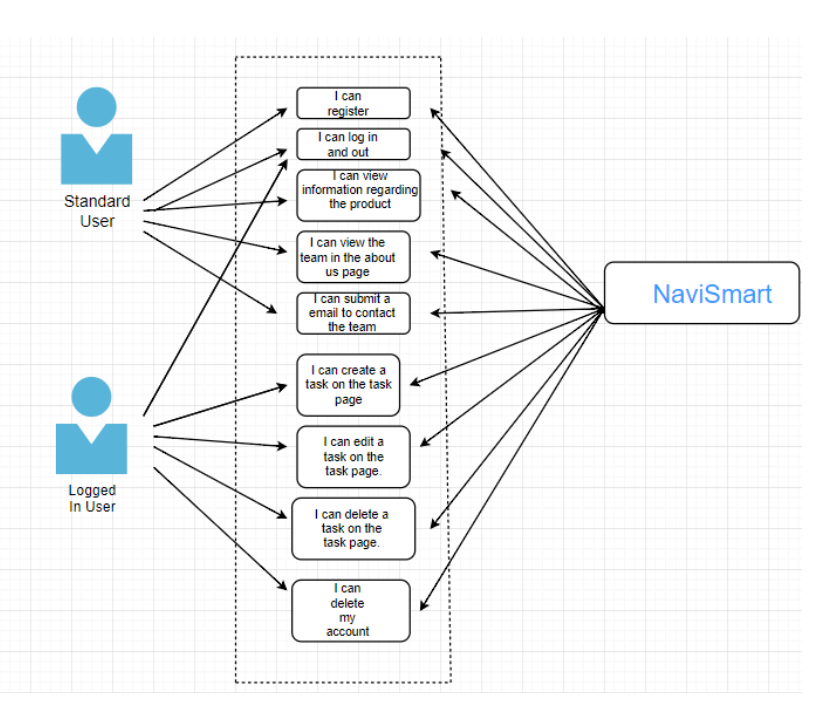 I can
register
I can log in
and out
I can view
information regarding
the product
Standard
User
I can view the
team in the about
us page
I can submit a
email to contact
the team
NaviSmart
I can create a
task on the task
page
I can edit a
task on the
task page.
Logged
In User
I can delete a
task on the
task page.
I can
delete
my
account